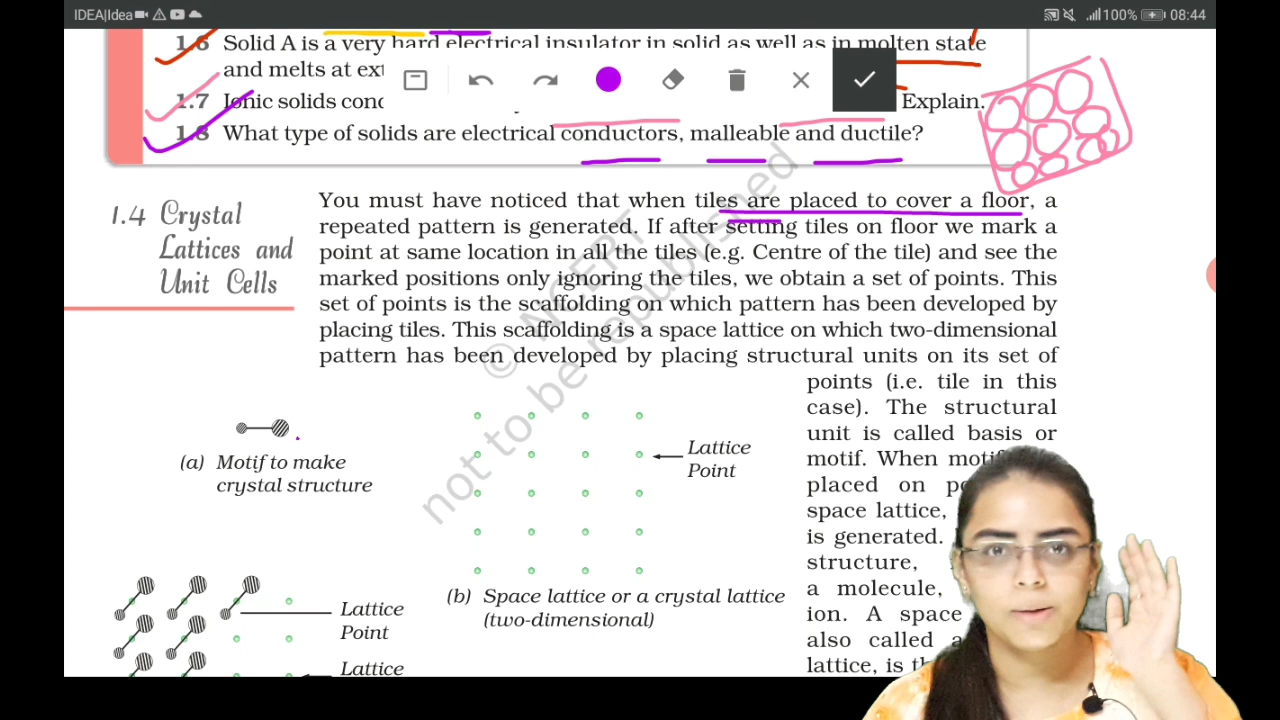 IDEA|Idea 100% 08:44
1.6 Solid A is a very hard electrical insulator in solid as well as in molten state
and melts at
1.7 Ionic solids Explain.
1.8 What type of solids are electrical conductors, malleable and ductile?
1.4 Crystal
Lattices and
Unit Cells
You must have noticed that when tiles are placed to cover a floor, a
repeated pattern is generated. If after setting tiles on floor we mark a
point at same location in all the tiles (e.g. Centre of the tile) and see the
marked positions only ignoring the tiles, we obtain a set of points. This
set of points is the scaffolding on which pattern has been developed by
placing tiles. This scaffolding is a space lattice on which two-dimensional
pattern has been developed by placing structural units on its set of
points (i.e. tile in this
case). The structural
unit is called basis or
motif. When
placed on
space lattice,
is generated.
structure,
a molecule,
ion. A space
also called
lattice, is
(a) Motif to make
crystal structure
Lattice
Point
(b) Space lattice or a crystal lattice
(two-dimensional)
Lattice
Point
Lattice
© NCERT
not to be republished